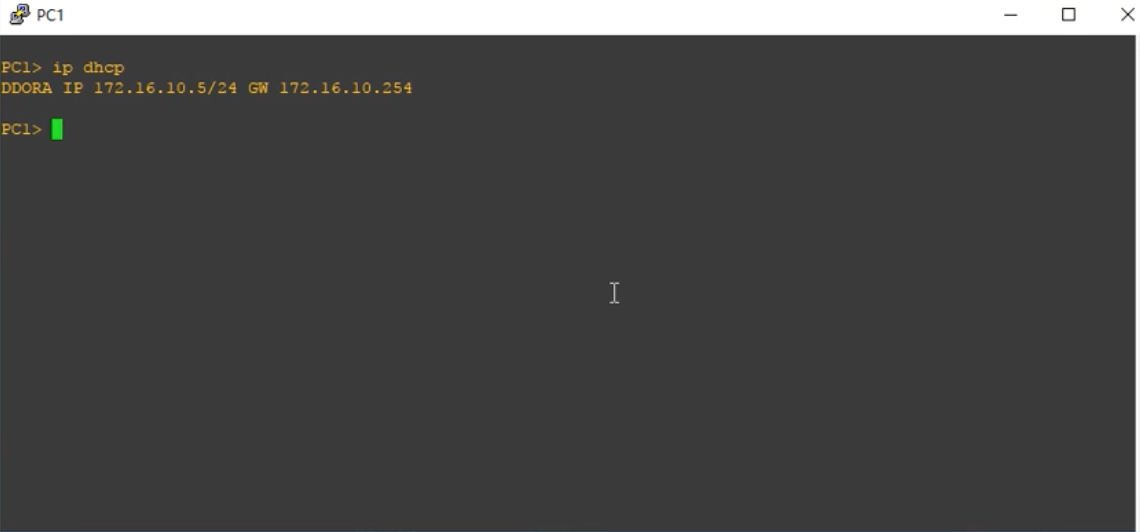 PC1
PC1> ip dhcp
DDORA IP 172.16.10.5/24 GW 172.16.10.254
PC1>